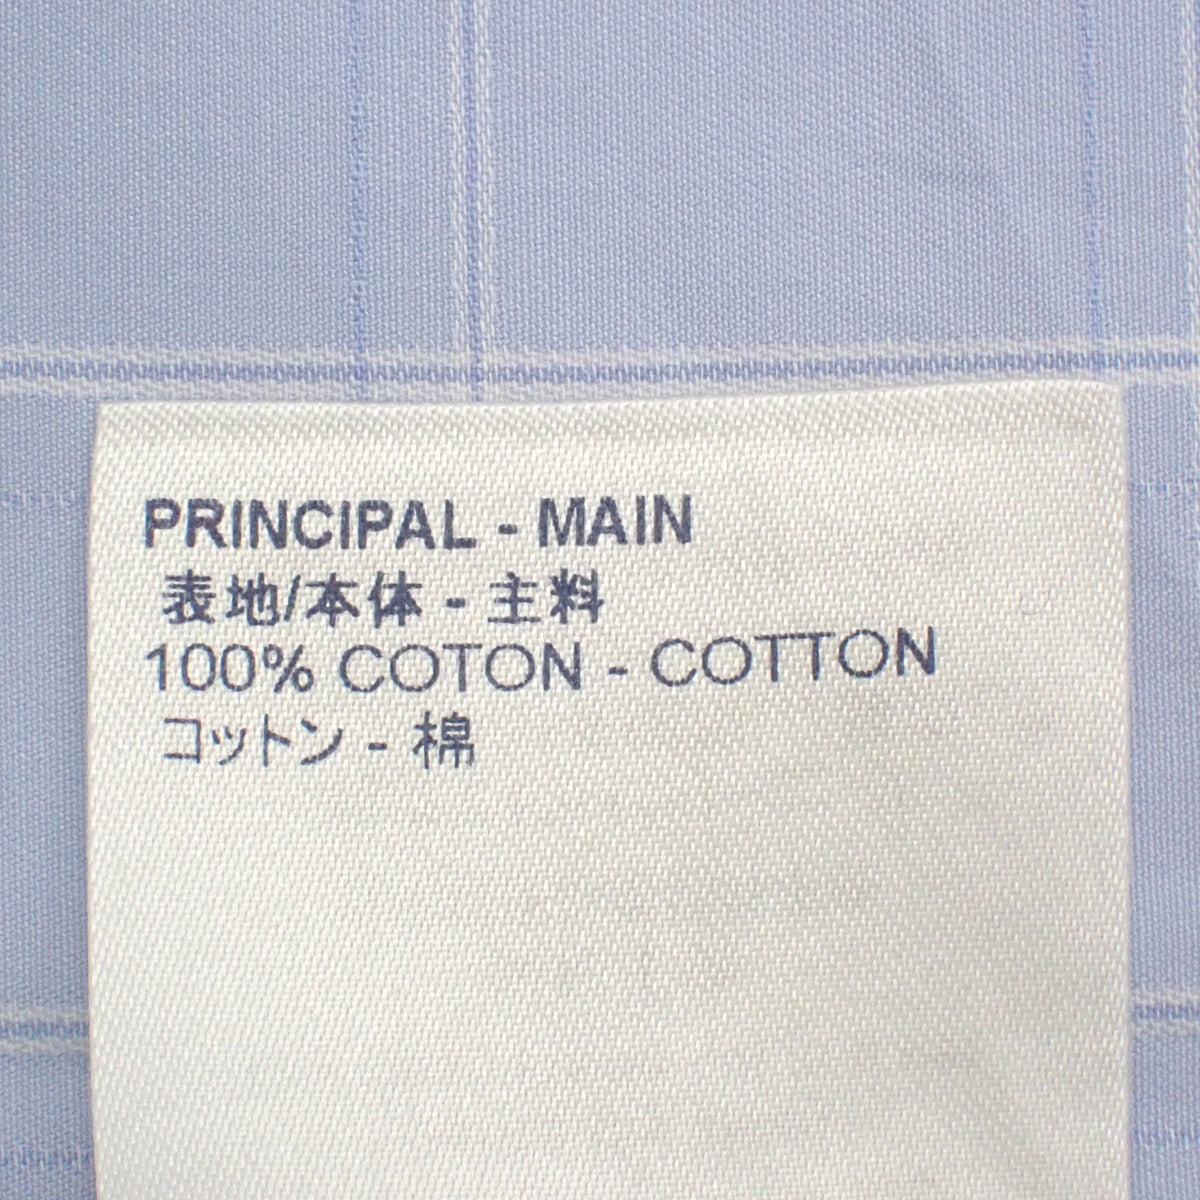 PRINCIPAL - MAIN
表地/本体 - 主料
100% COTON - COTTON
コットン - 棉